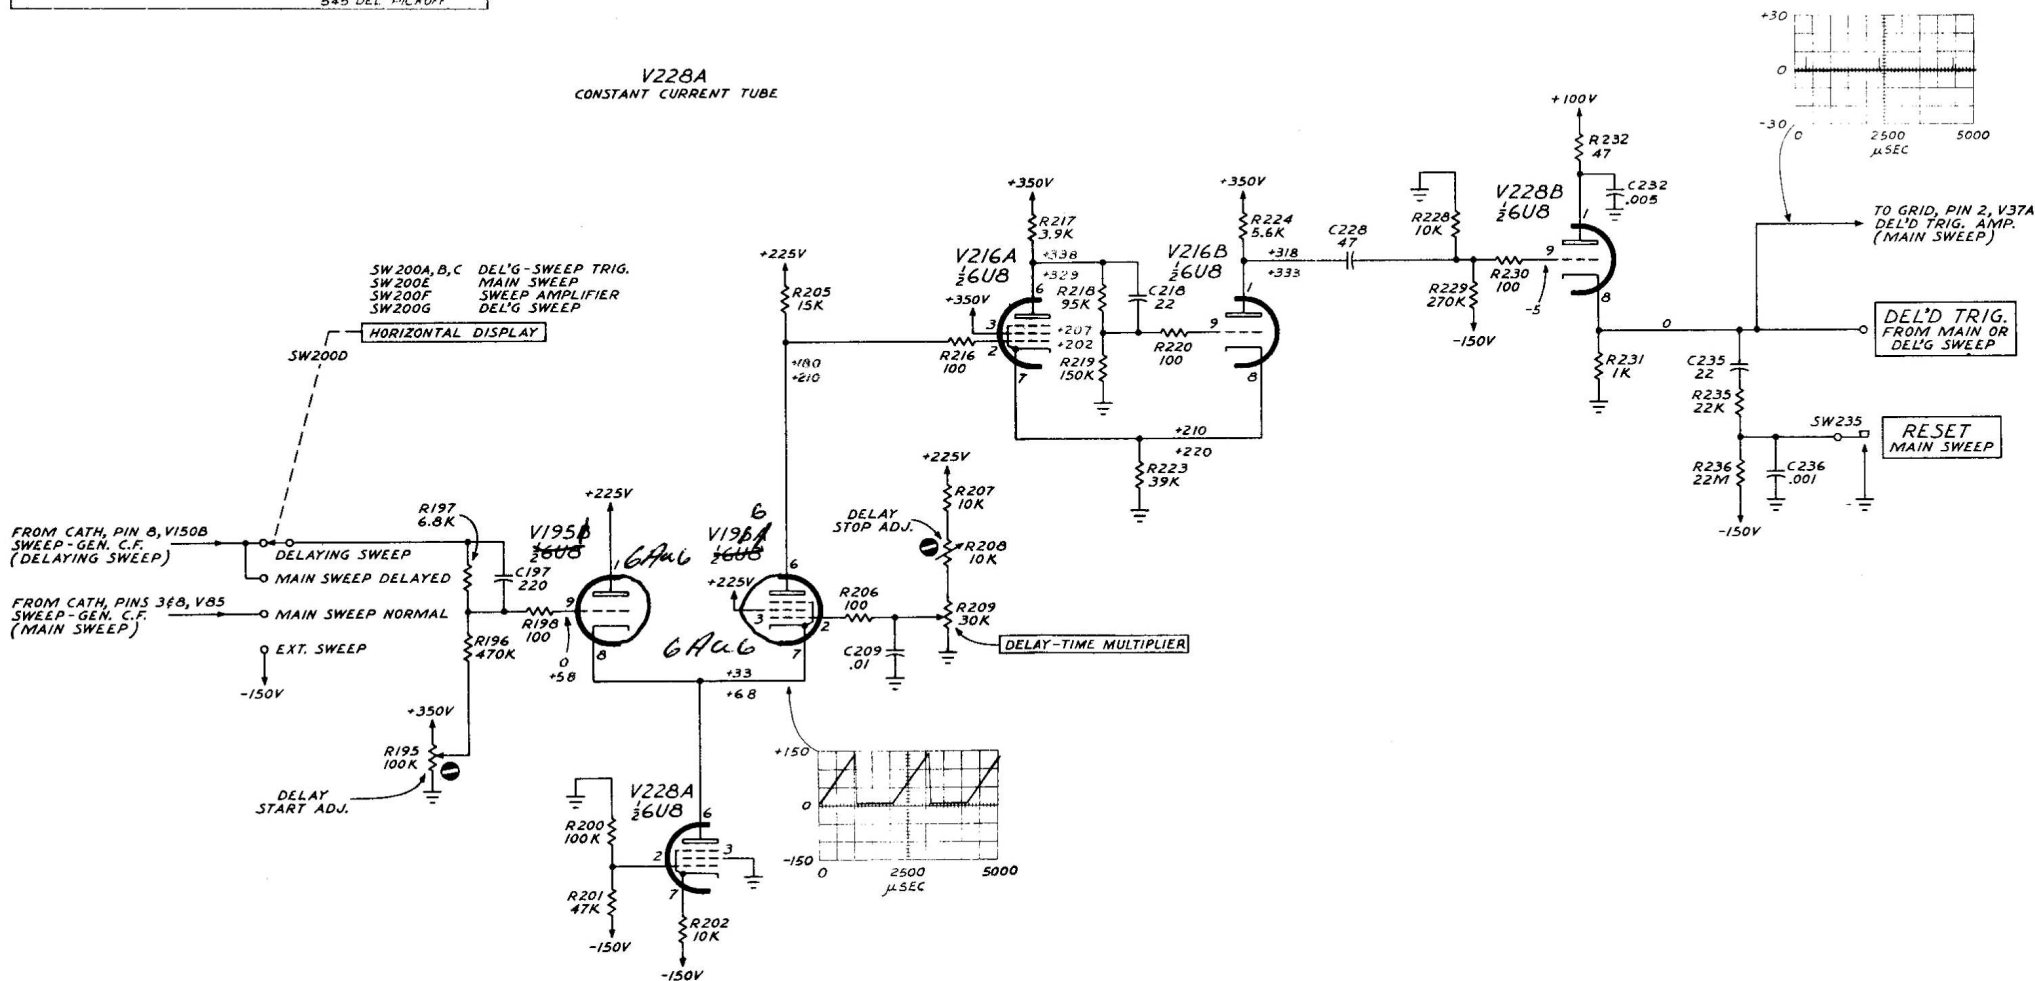 545 DEL. PICKOFF
V228A
CONSTANT CURRENT TUBE
SW200A,B,C DEL'G-SWEEP TRIG.
SW200E MAIN SWEEP
SW200F SWEEP AMPLIFIER
SW200G DEL'G SWEEP
HORIZONTAL DISPLAY
SW200D
FROM CATH, PIN 8, V150B
SWEEP-GEN. C.F.
(DELAYING SWEEP)
DELAYING SWEEP
MAIN SWEEP DELAYED
FROM CATH, PINS 3&8, V85
SWEEP-GEN. C.F.
(MAIN SWEEP)
MAIN SWEEP NORMAL
EXT. SWEEP
-150V
R197
6.8K
C197
220
R198
100
R196
470K
+350V
R195
100K
DELAY
START ADJ.
+225V
V195B
½6U8
6AU6
1
9
8
0
+58
+225V
R205
15K
+180
+210
6
V195A
½6U8
6AU6
+225V
6
3
2
7
+33
+68
R206
100
C209
.01
+225V
R207
10K
DELAY
STOP ADJ.
R208
10K
R209
30K
DELAY-TIME MULTIPLIER
+150
0
-150
0 2500 5000
µSEC
V228A
½6U8
6
2
3
7
R200
100K
R201
47K
-150V
R202
10K
-150V
R216
100
+350V
R217
3.9K
V216A
½6U8
+338
+329
+350V
6
3
2
7
+207
+202
R218
95K
C218
22
R219
150K
R220
100
+350V
R224
5.6K
V216B
½6U8
+318
+333
1
9
8
+210
+220
R223
39K
C228
47
R228
10K
R229
270K
-150V
R230
100
-5
V228B
½6U8
+100V
R232
47
C232
.005
1
9
8
0
R231
1K
+30
0
-30
0 2500 5000
µSEC
TO GRID, PIN 2, V37A
DEL'D TRIG. AMP.
(MAIN SWEEP)
DEL'D TRIG.
FROM MAIN OR
DEL'G SWEEP
C235
22
R235
22K
R236
22M
-150V
C236
.001
SW235
RESET
MAIN SWEEP